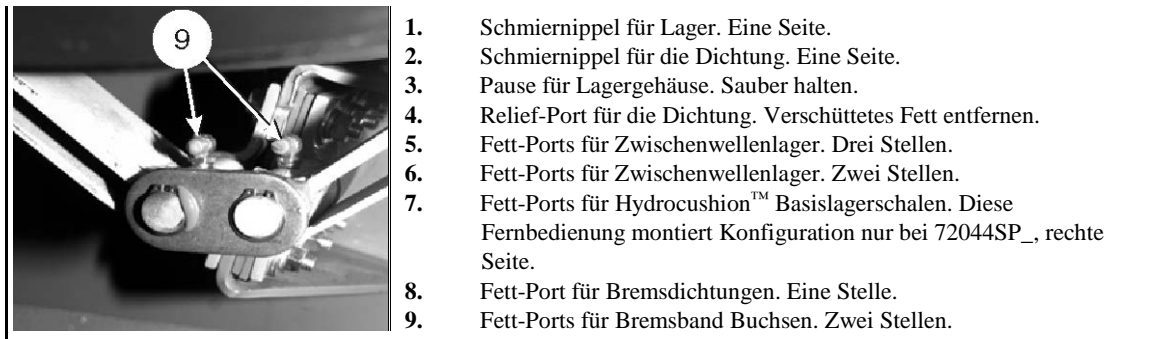 9
1. Schmiernippel für Lager. Eine Seite.
2. Schmiernippel für die Dichtung. Eine Seite.
3. Pause für Lagergehäuse. Sauber halten.
4. Relief-Port für die Dichtung. Verschüttetes Fett entfernen.
5. Fett-Ports für Zwischenwellenlager. Drei Stellen.
6. Fett-Ports für Zwischenwellenlager. Zwei Stellen.
7. Fett-Ports für Hydrocushion™ Basislagerschalen. Diese
Fernbedienung montiert Konfiguration nur bei 72044SP_, rechte
Seite.
8. Fett-Port für Bremsdichtungen. Eine Stelle.
9. Fett-Ports für Bremsband Buchsen. Zwei Stellen.